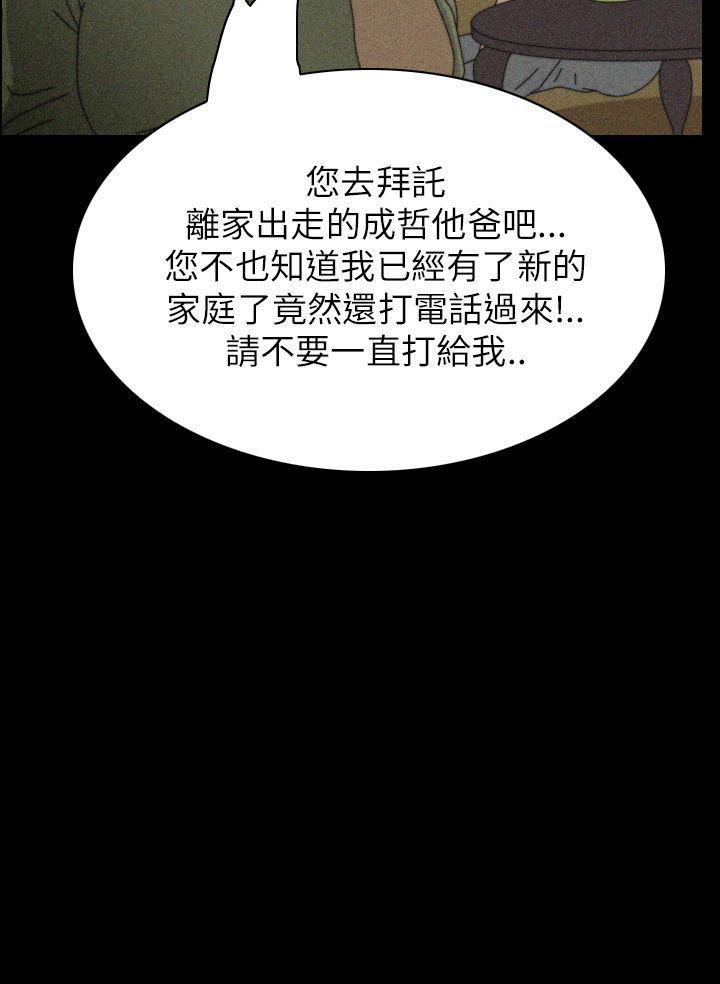 您去拜託
離家出走的成哲他爸吧...
您不也知道我已經有了新的
家庭了竟然還打電話過來!..
請不要一直打給我..